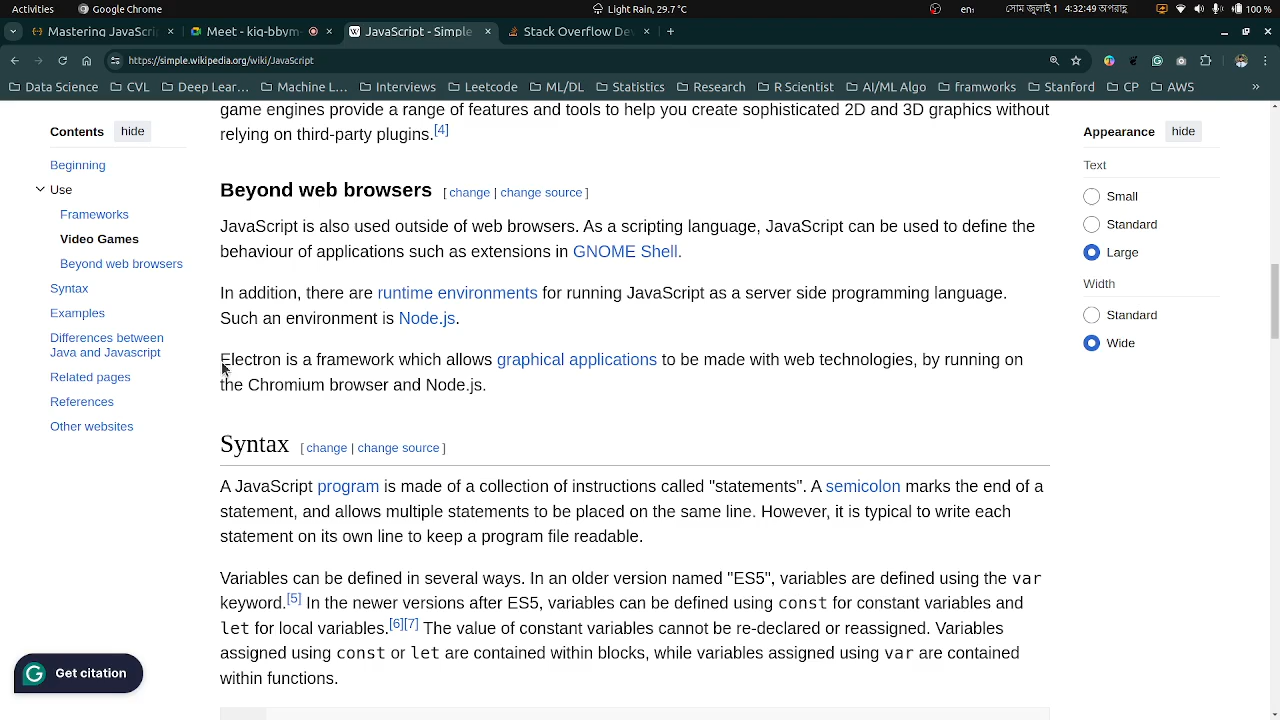 Activities
Google Chrome
Light Rain, 29.7 °C
en₁
4:32:49
100 %
Mastering JavaScri
Meet - kig-bbvm-
JavaScript - Simple
Stack Overflow Dev
https://simple.wikipedia.org/wiki/JavaScript
Data Science
CVL
Deep Lear...
Machine L...
Interviews
Leetcode
ML/DL
Statistics
Research
R Scientist
AI/ML Algo
framworks
Stanford
CP
AWS
Contents hide
Beginning
Use
Frameworks
Video Games
Beyond web browsers
Syntax
Examples
Differences between
Java and Javascript
Related pages
References
Other websites
game engines provide a range of features and tools to help you create sophisticated 2D and 3D graphics without
relying on third-party plugins.[4]
Beyond web browsers [ change | change source ]
JavaScript is also used outside of web browsers. As a scripting language, JavaScript can be used to define the
behaviour of applications such as extensions in GNOME Shell.
In addition, there are runtime environments for running JavaScript as a server side programming language.
Such an environment is Node.js.
Electron is a framework which allows graphical applications to be made with web technologies, by running on
the Chromium browser and Node.js.
Syntax [ change | change source ]
A JavaScript program is made of a collection of instructions called "statements". A semicolon marks the end of a
statement, and allows multiple statements to be placed on the same line. However, it is typical to write each
statement on its own line to keep a program file readable.
Variables can be defined in several ways. In an older version named "ES5", variables are defined using the var
keyword.[5] In the newer versions after ES5, variables can be defined using const for constant variables and
let for local variables.[6][7] The value of constant variables cannot be re-declared or reassigned. Variables
assigned using const or let are contained within blocks, while variables assigned using var are contained
within functions.
Appearance hide
Text
Small
Standard
Large
Width
Standard
Wide
Get citation